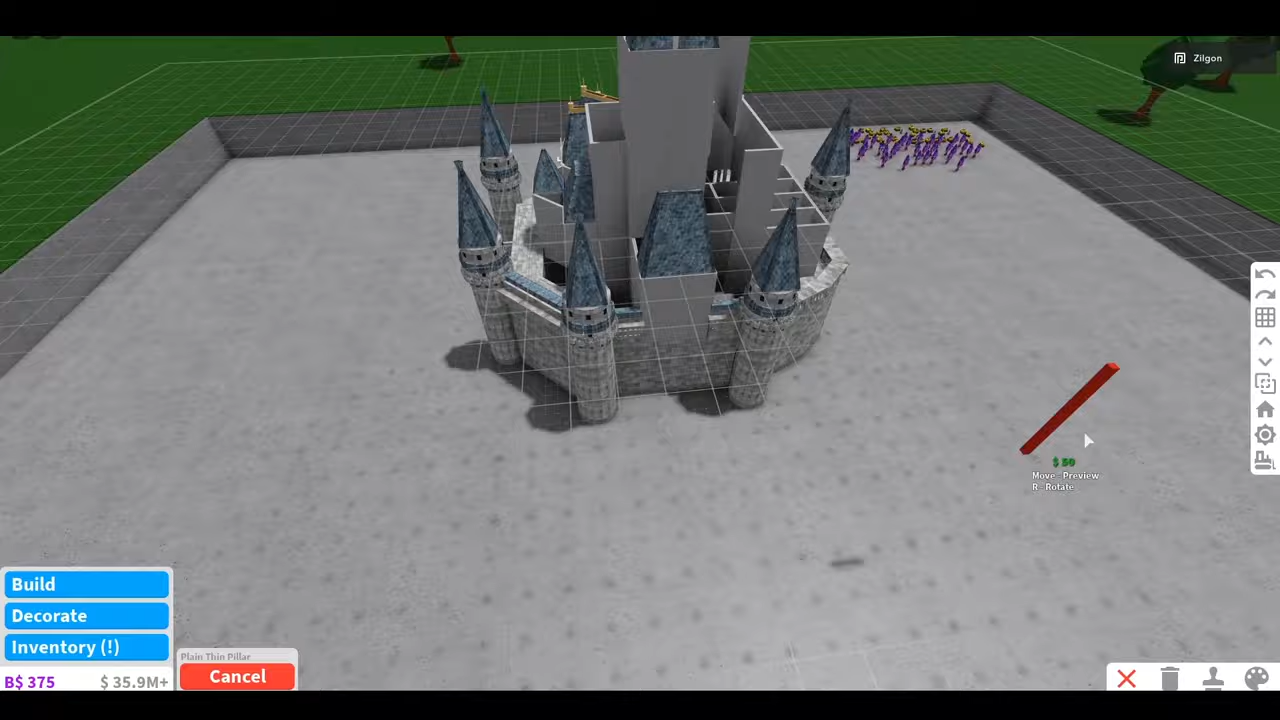 Zilgon
$ 50
Move - Preview
R - Rotate
Build
Decorate
Inventory (!)
B$ 375
$ 35.9M+
Plain Thin Pillar
Cancel